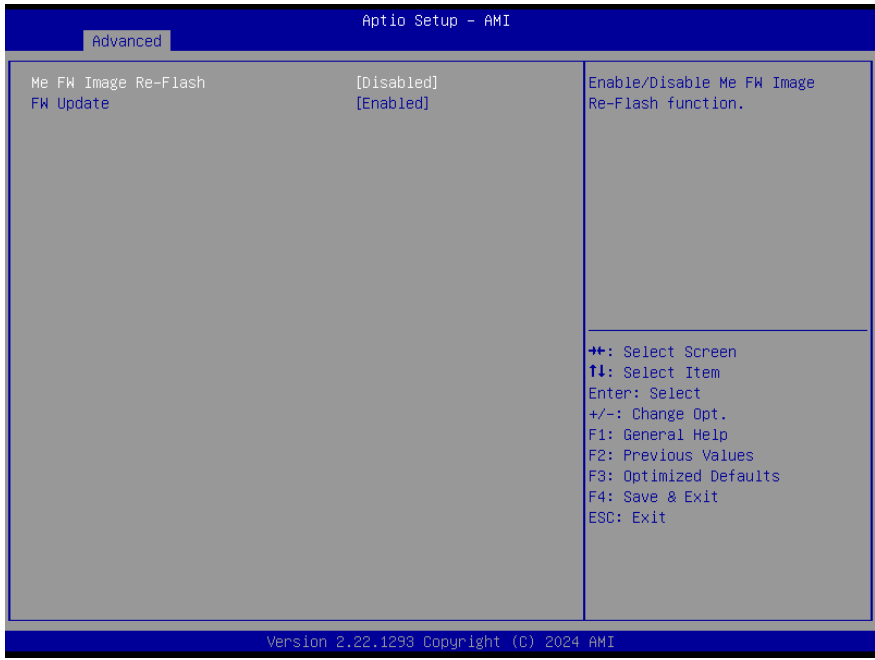 Aptio Setup – AMI
Advanced
Me FW Image Re-Flash [Disabled]
FW Update [Enabled]
Enable/Disable Me FW Image
Re-Flash function.
→←: Select Screen
↑↓: Select Item
Enter: Select
+/-: Change Opt.
F1: General Help
F2: Previous Values
F3: Optimized Defaults
F4: Save & Exit
ESC: Exit
Version 2.22.1293 Copyright (C) 2024 AMI